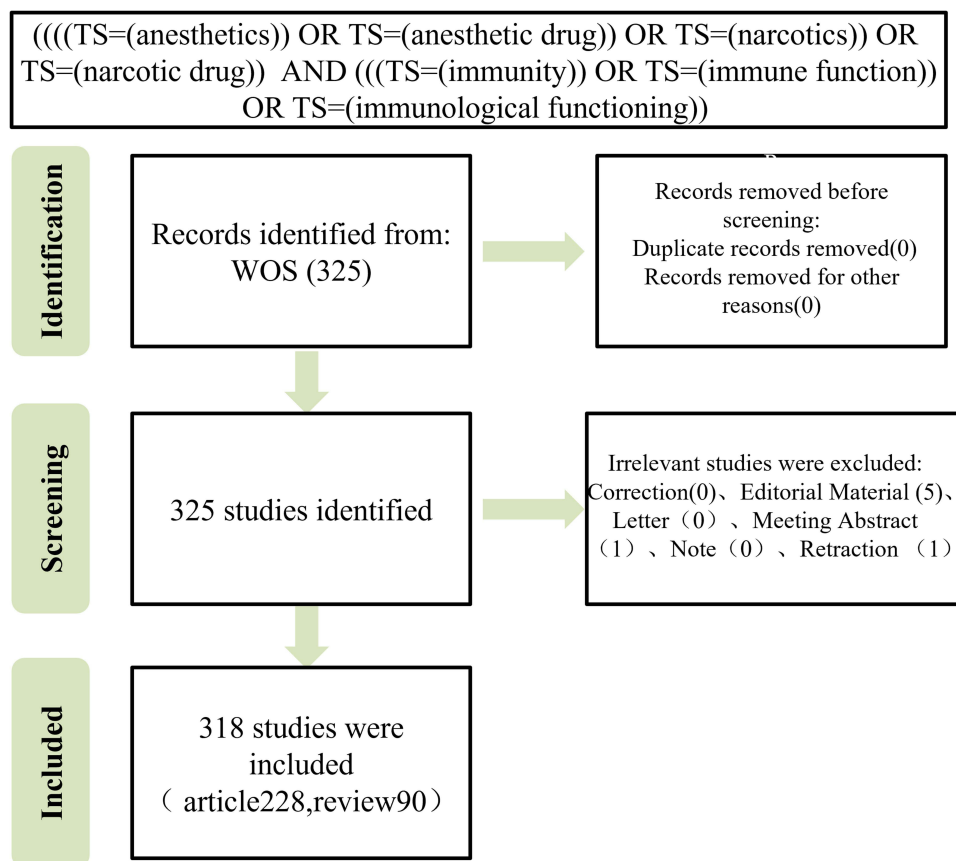 ((((TS=(anesthetics)) OR TS=(anesthetic drug)) OR TS=(narcotics)) OR
TS=(narcotic drug)) AND (((TS=(immunity)) OR TS=(immune function))
OR TS=(immunological functioning))
Identification
Records identified from:
WOS (325)
Records removed before
screening:
Duplicate records removed(0)
Records removed for other
reasons(0)
Screening
325 studies identified
Irrelevant studies were excluded:
Correction(0)、Editorial Material (5)、
Letter（0）、Meeting Abstract
（1）、Note（0）、Retraction （1）
Included
318 studies were
included
（ article228,review90）